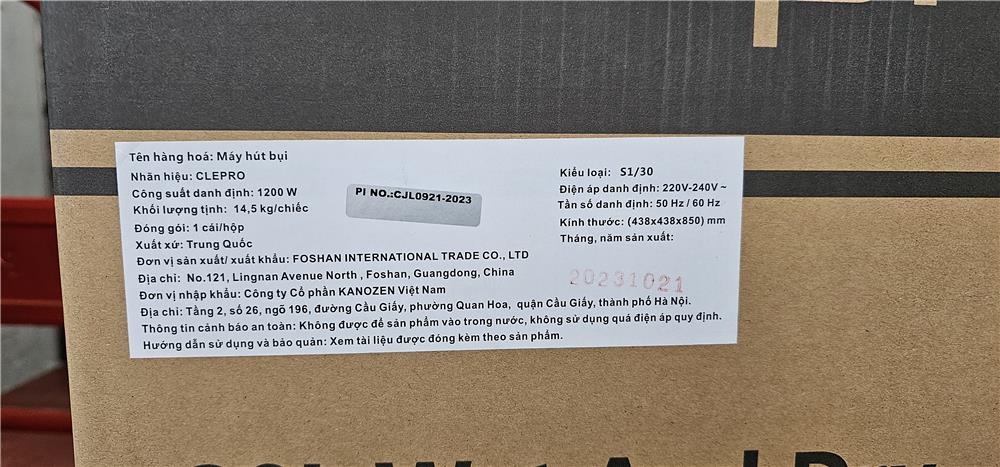 Tên hàng hoá: Máy hút bụi
Nhãn hiệu: CLEPRO
Công suất danh định: 1200 W
Khối lượng tịnh: 14,5 kg/chiếc
Đóng gói: 1 cái/hộp
Xuất xứ: Trung Quốc
PI NO.:CJL0921-2023
Kiểu loại: S1/30
Điện áp danh định: 220V-240V ~
Tần số danh định: 50 Hz / 60 Hz
Kính thước: (438x438x850) mm
Tháng, năm sản xuất:
20231021
Đơn vị sản xuất/ xuất khẩu: FOSHAN INTERNATIONAL TRADE CO., LTD
Địa chỉ: No.121, Lingnan Avenue North , Foshan, Guangdong, China
Đơn vị nhập khẩu: Công ty Cổ phần KANOZEN Việt Nam
Địa chỉ: Tầng 2, số 26, ngõ 196, đường Cầu Giấy, phường Quan Hoa, quận Cầu Giấy, thành phố Hà Nội.
Thông tin cảnh báo an toàn: Không được để sản phẩm vào trong nước, không sử dụng quá điện áp quy định.
Hướng dẫn sử dụng và bảo quản: Xem tài liệu được đóng kèm theo sản phẩm.